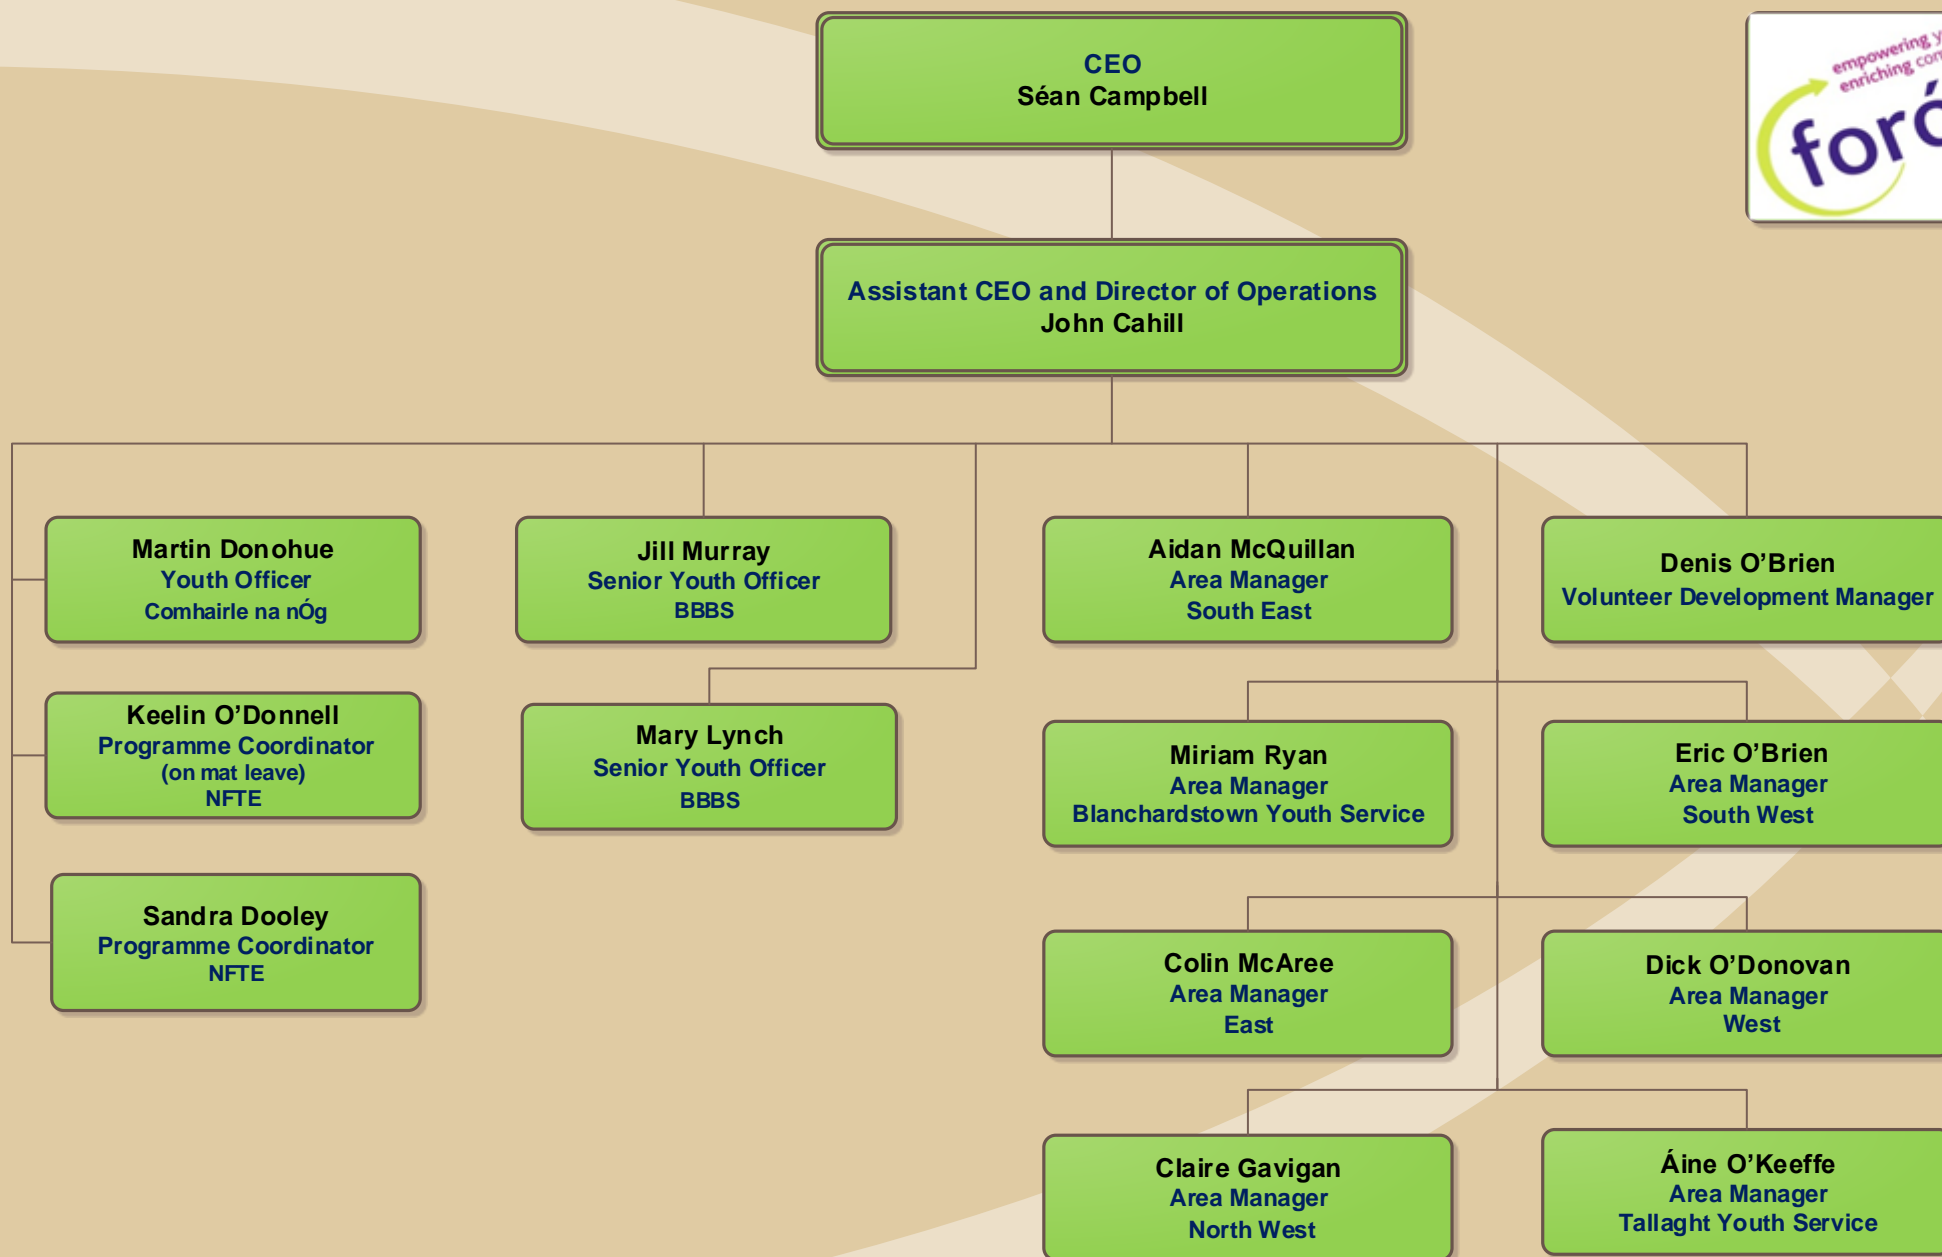 CEO
Séan Campbell
empowering
enriching
foró
Assistant CEO and Director of Operations
John Cahill
Martin Donohue
Youth Officer
Comhairle na nÓg
Jill Murray
Senior Youth Officer
BBBS
Aidan McQuillan
Area Manager
South East
Denis O’Brien
Volunteer Development Manager
Keelin O’Donnell
Programme Coordinator
(on mat leave)
NFTE
Mary Lynch
Senior Youth Officer
BBBS
Miriam Ryan
Area Manager
Blanchardstown Youth Service
Eric O’Brien
Area Manager
South West
Sandra Dooley
Programme Coordinator
NFTE
Colin McAree
Area Manager
East
Dick O’Donovan
Area Manager
West
Claire Gavigan
Area Manager
North West
Áine O’Keeffe
Area Manager
Tallaght Youth Service